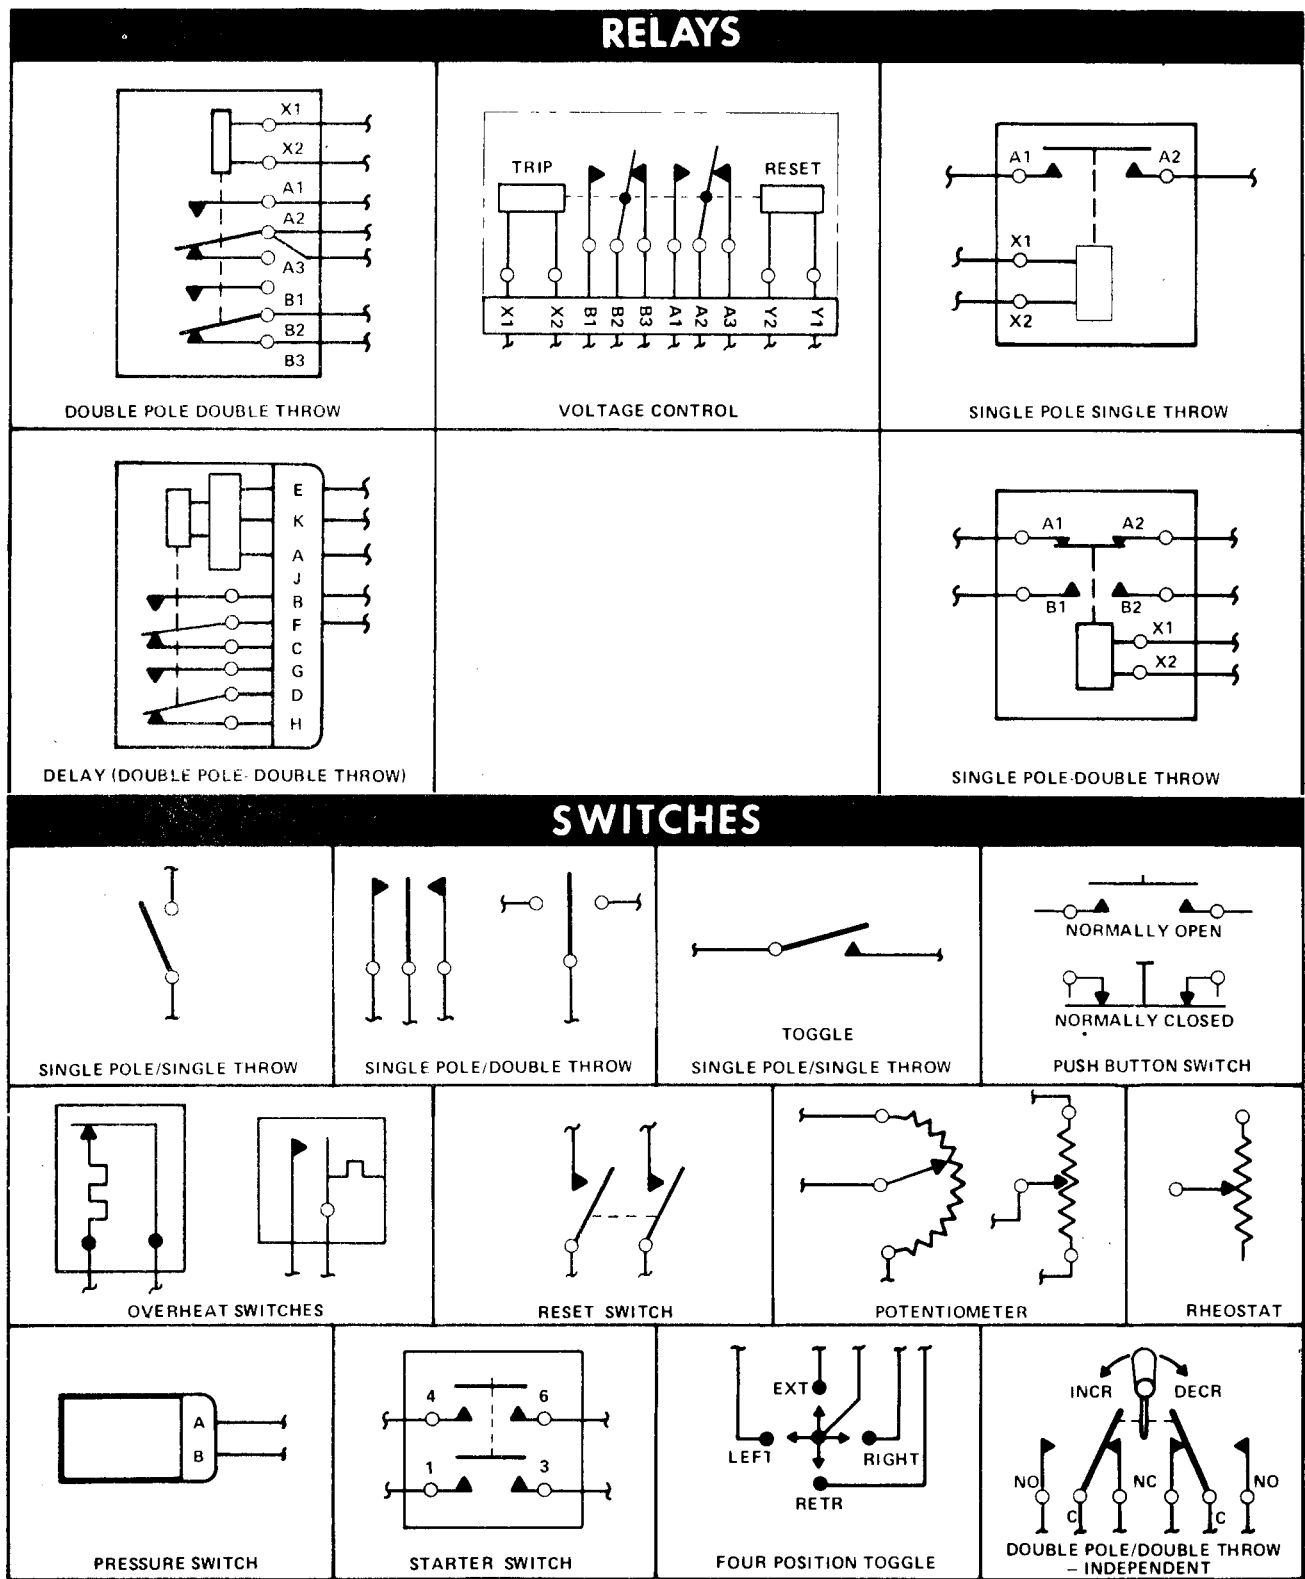 RELAYS
X1
X2
A1
A2
A3
B1
B2
B3
DOUBLE POLE DOUBLE THROW
TRIP
RESET
X1 X2 B1 B2 B3 A1 A2 A3 Y2 Y1
VOLTAGE CONTROL
A1 A2
X1
X2
SINGLE POLE SINGLE THROW
E
K
A
J
B
F
C
G
D
H
DELAY (DOUBLE POLE- DOUBLE THROW)
A1 A2
B1 B2
X1
X2
SINGLE POLE-DOUBLE THROW
SWITCHES
SINGLE POLE/SINGLE THROW
SINGLE POLE/DOUBLE THROW
TOGGLE
SINGLE POLE/SINGLE THROW
NORMALLY OPEN
NORMALLY CLOSED
PUSH BUTTON SWITCH
OVERHEAT SWITCHES
RESET SWITCH
POTENTIOMETER
RHEOSTAT
A
B
PRESSURE SWITCH
4 6
1 3
STARTER SWITCH
EXT
LEFT RIGHT
RETR
FOUR POSITION TOGGLE
INCR DECR
NO NC NO
C C
DOUBLE POLE/DOUBLE THROW
– INDEPENDENT